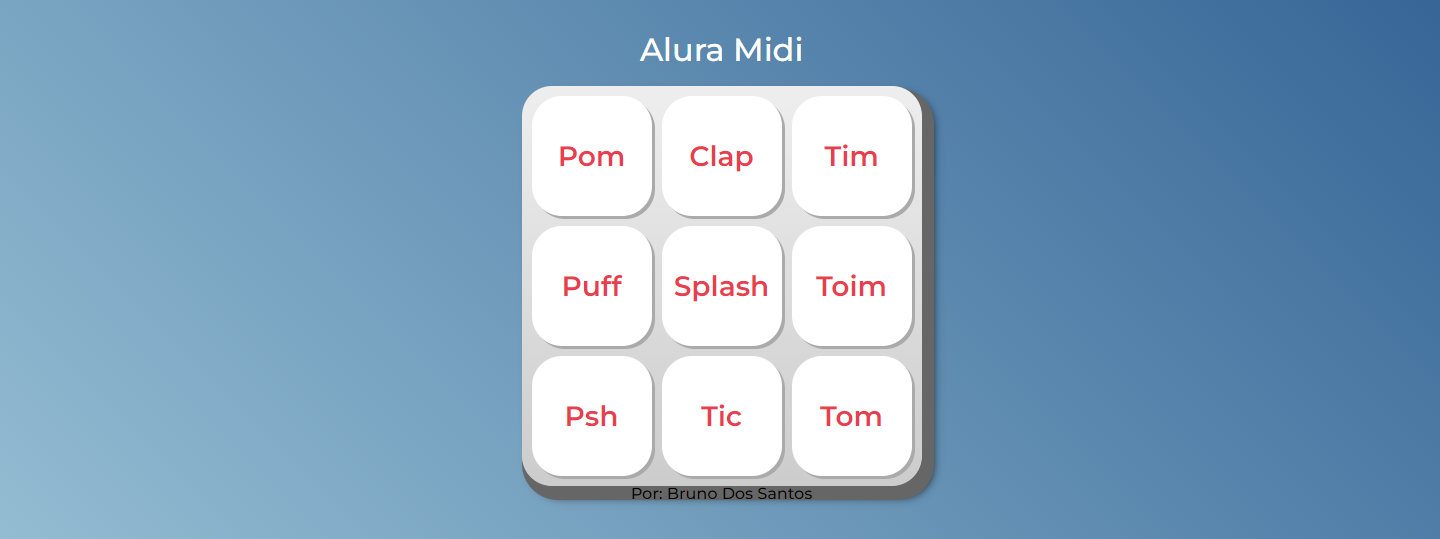 Alura Midi
Pom Clap Tim
Puff Splash Toim
Psh Tic Tom
Por: Bruno Dos Santos